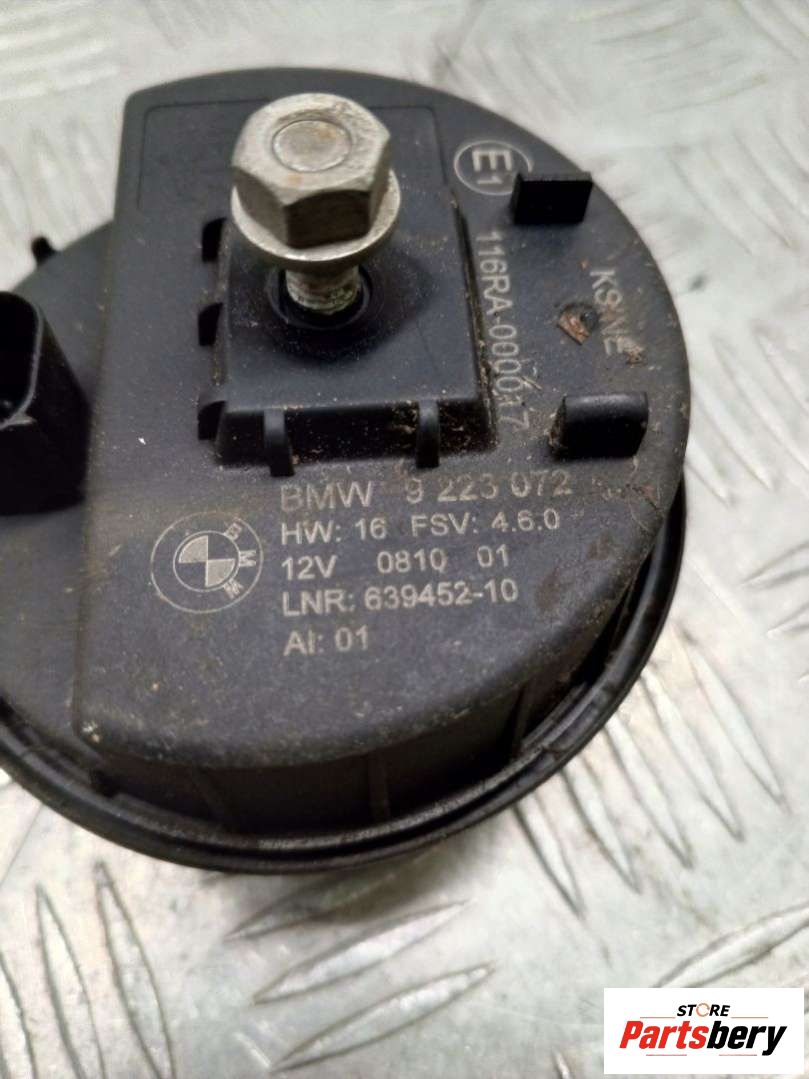 E1
116RA-000017
BMW 9 223 072
HW: 16 FSV: 4.6.0
12V 0810 01
LNR: 639452-10
AI: 01
BMW
STORE
Partsbery